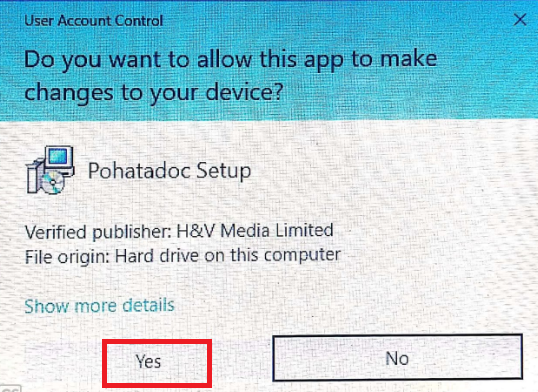 User Account Control
Do you want to allow this app to make
changes to your device?
Pohatadoc Setup
Verified publisher: H&V Media Limited
File origin: Hard drive on this computer
Show more details
Yes
No